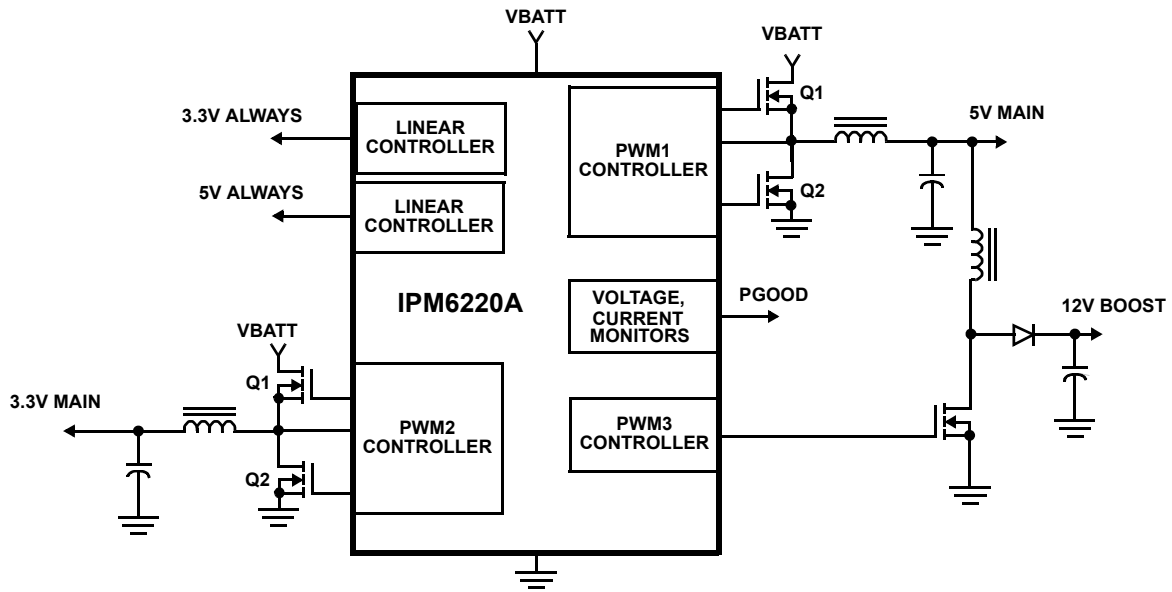 VBATT
VBATT
Q1
3.3V ALWAYS
LINEAR
CONTROLLER
PWM1
CONTROLLER
5V MAIN
5V ALWAYS
LINEAR
CONTROLLER
Q2
IPM6220A
VOLTAGE,
CURRENT
MONITORS
PGOOD
12V BOOST
VBATT
Q1
3.3V MAIN
PWM2
CONTROLLER
PWM3
CONTROLLER
Q2